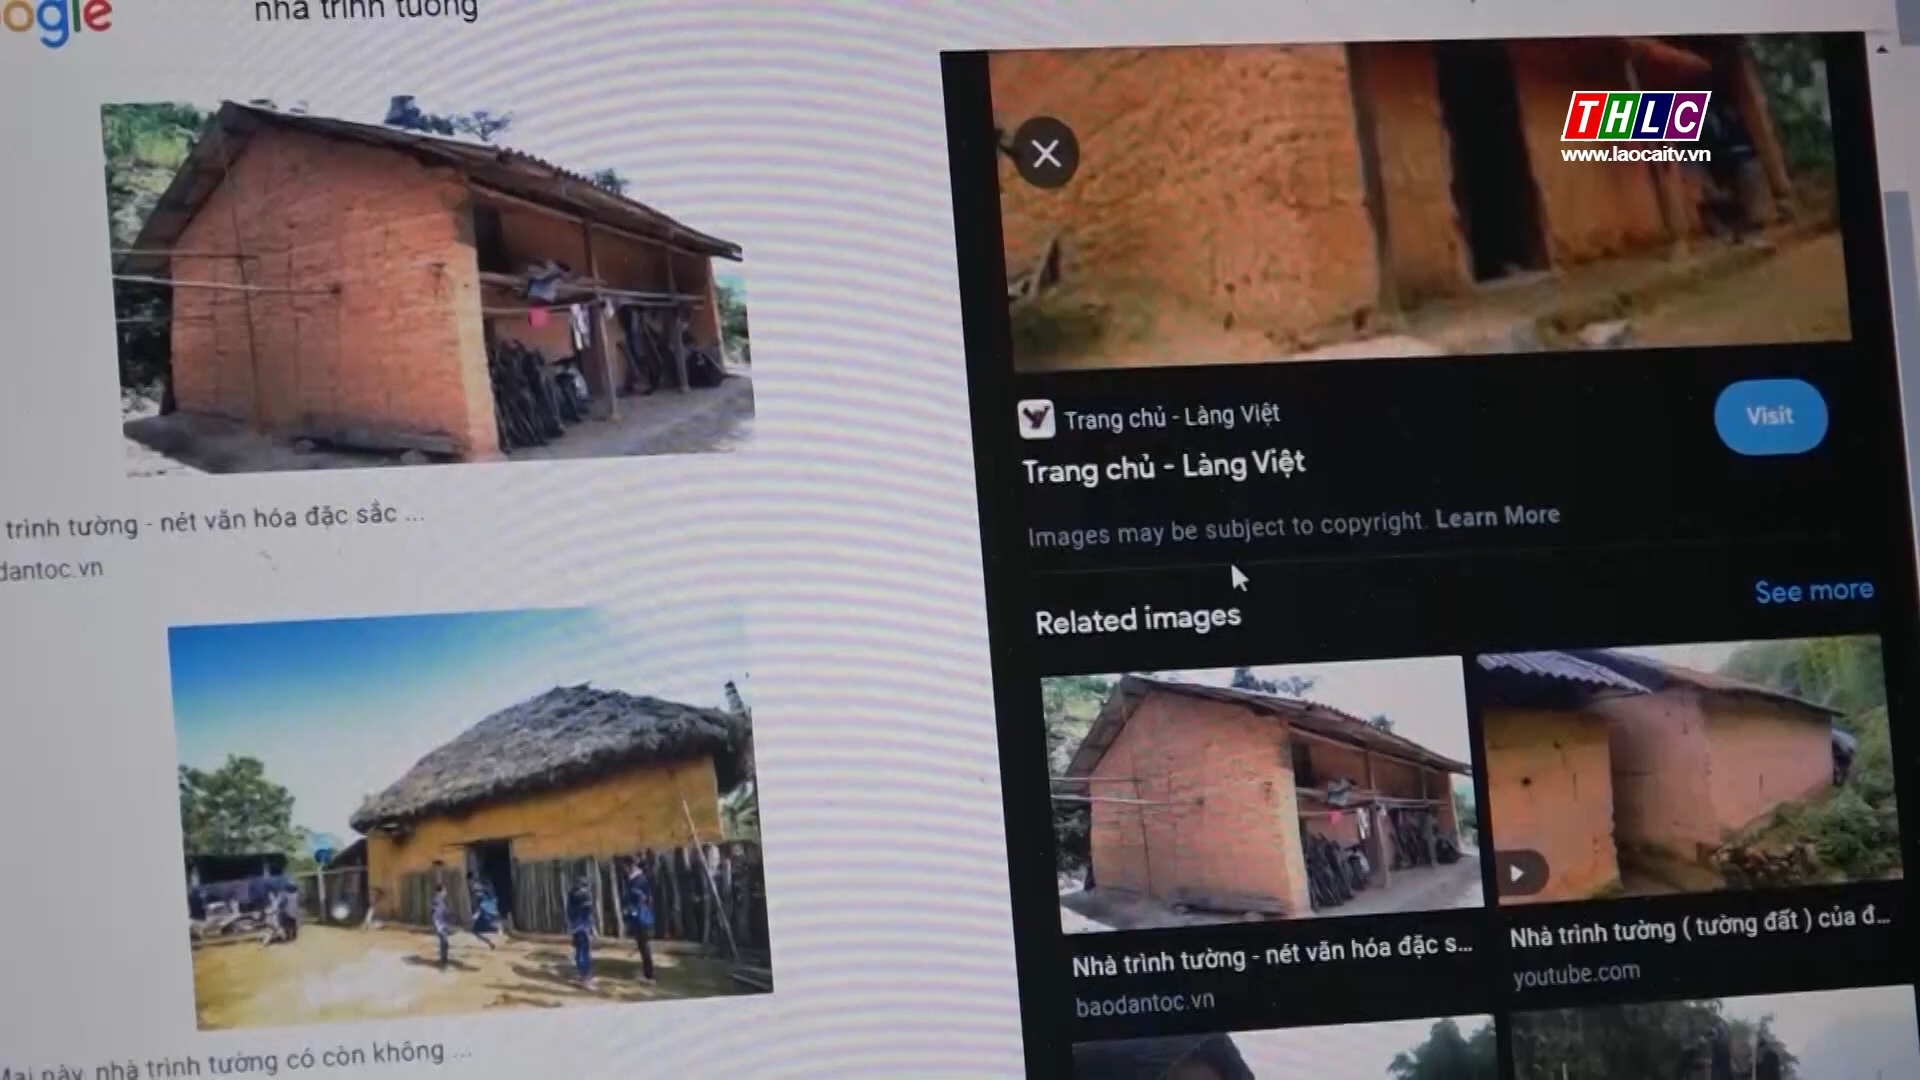 ogle
nhà trình tường
THLC
www.laocaitv.vn
Trang chủ - Làng Việt
Visit
Trang chủ - Làng Việt
Images may be subject to copyright. Learn More
trình tường - nét văn hóa đặc sắc ...
dantoc.vn
See more
Related images
Nhà trình tường - nét văn hóa đặc s...
baodantoc.vn
Nhà trình tường ( tường đất ) của đ...
youtube.com
Mai này, nhà trình tường có còn không ...